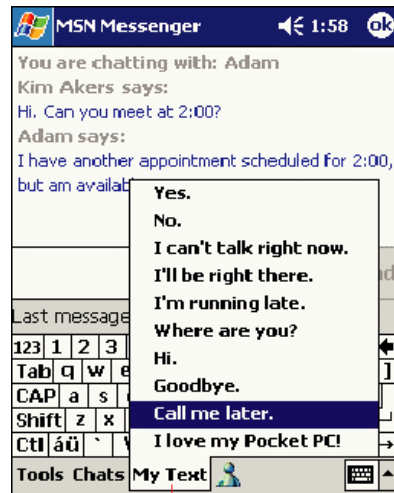 MSN Messenger 1:58 ok
You are chatting with: Adam
Kim Akers says:
Hi. Can you meet at 2:00?
Adam says:
I have another appointment scheduled for 2:00,
but am
Yes.
No.
I can't talk right now.
I'll be right there.
I'm running late.
Where are you?
Hi.
Goodbye.
Call me later.
I love my Pocket PC!
Last message
123 1 2 3
Tab q w e ]
CAP a s
Shift z x
Ctl áü `
Tools Chats My Text